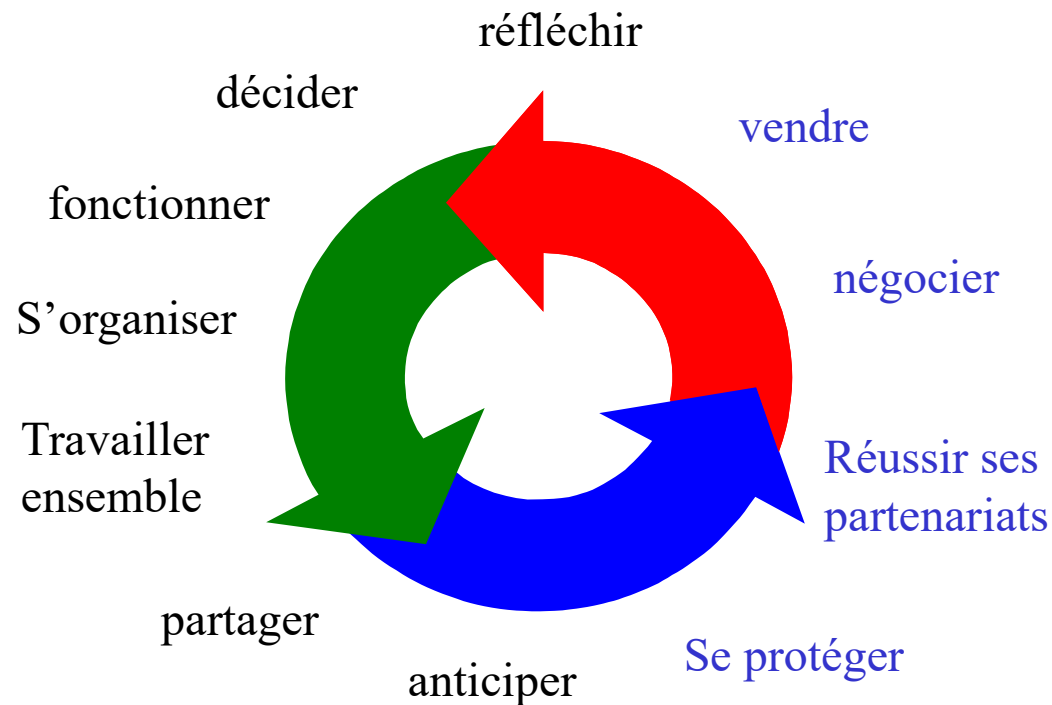 réfléchir
décider
vendre
fonctionner
négocier
S’organiser
Travailler
ensemble
Réussir ses
partenariats
partager
Se protéger
anticiper